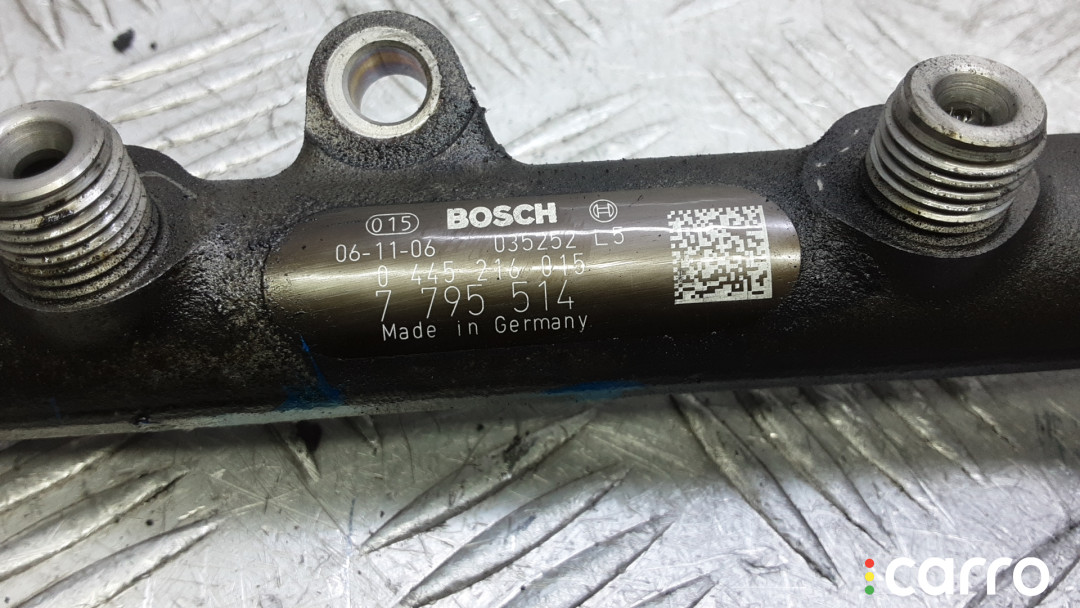 015 BOSCH
06-11-06 035252 L5
0 445 216 015
7 795 514
Made in Germany
carro